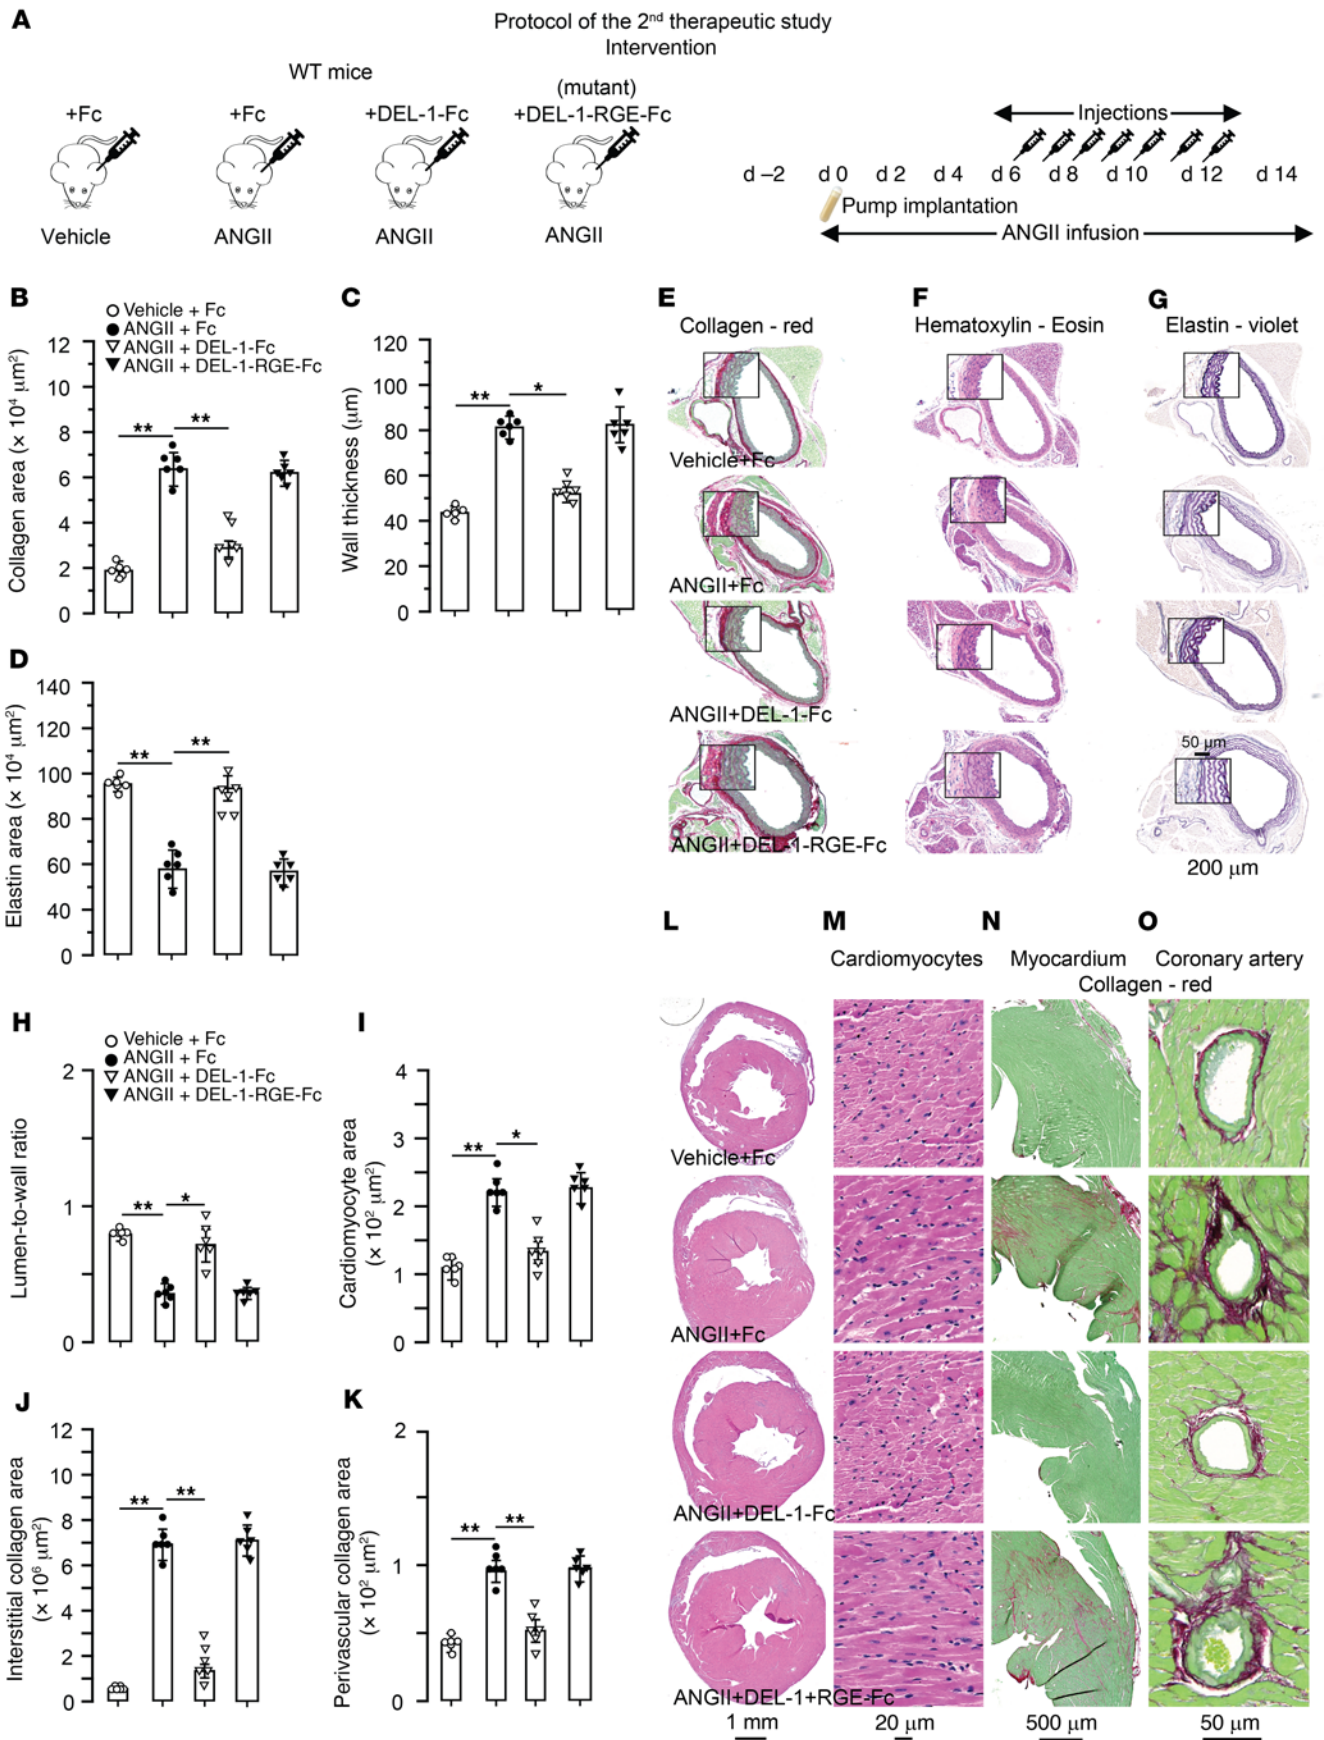 A
Protocol of the 2nd therapeutic study
Intervention
WT mice
+Fc
+Fc
+DEL-1-Fc
(mutant)
+DEL-1-RGE-Fc
Vehicle
ANGII
ANGII
ANGII
Injections
d –2 d 0 d 2 d 4 d 6 d 8 d 10 d 12 d 14
Pump implantation
ANGII infusion
B
Vehicle + Fc
ANGII + Fc
ANGII + DEL-1-Fc
ANGII + DEL-1-RGE-Fc
Collagen area (× 10⁴ µm²)
12
10
8
6
4
2
0
** **
C
Wall thickness (µm)
120
100
80
60
40
20
0
** *
D
Elastin area (× 10⁴ µm²)
140
120
100
80
60
40
20
0
** **
E
Collagen - red
F
Hematoxylin - Eosin
G
Elastin - violet
Vehicle+Fc
ANGII+Fc
ANGII+DEL-1-Fc
ANGII+DEL-1-RGE-Fc
50 µm
200 µm
H
Vehicle + Fc
ANGII + Fc
ANGII + DEL-1-Fc
ANGII + DEL-1-RGE-Fc
Lumen-to-wall ratio
2
1
0
** *
I
Cardiomyocyte area
(× 10² µm²)
4
3
2
1
0
** *
J
Interstitial collagen area
(× 10⁶ µm²)
12
10
8
6
4
2
0
** **
K
Perivascular collagen area
(× 10² µm²)
2
1
0
** **
L
M
Cardiomyocytes
N
Myocardium
O
Coronary artery
Collagen - red
Vehicle+Fc
ANGII+Fc
ANGII+DEL-1-Fc
ANGII+DEL-1+RGE-Fc
1 mm
20 µm
500 µm
50 µm